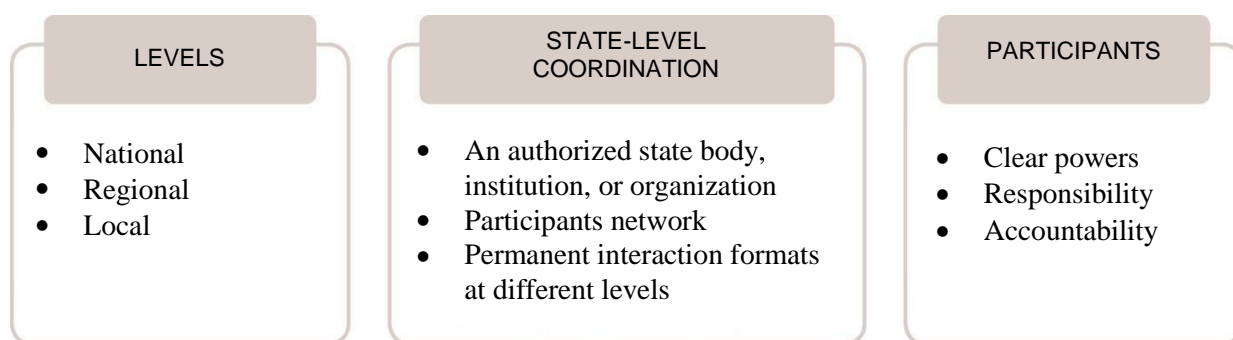 LEVELS
• National
• Regional
• Local
STATE-LEVEL
COORDINATION
• An authorized state body,
institution, or organization
• Participants network
• Permanent interaction formats
at different levels
PARTICIPANTS
• Clear powers
• Responsibility
• Accountability